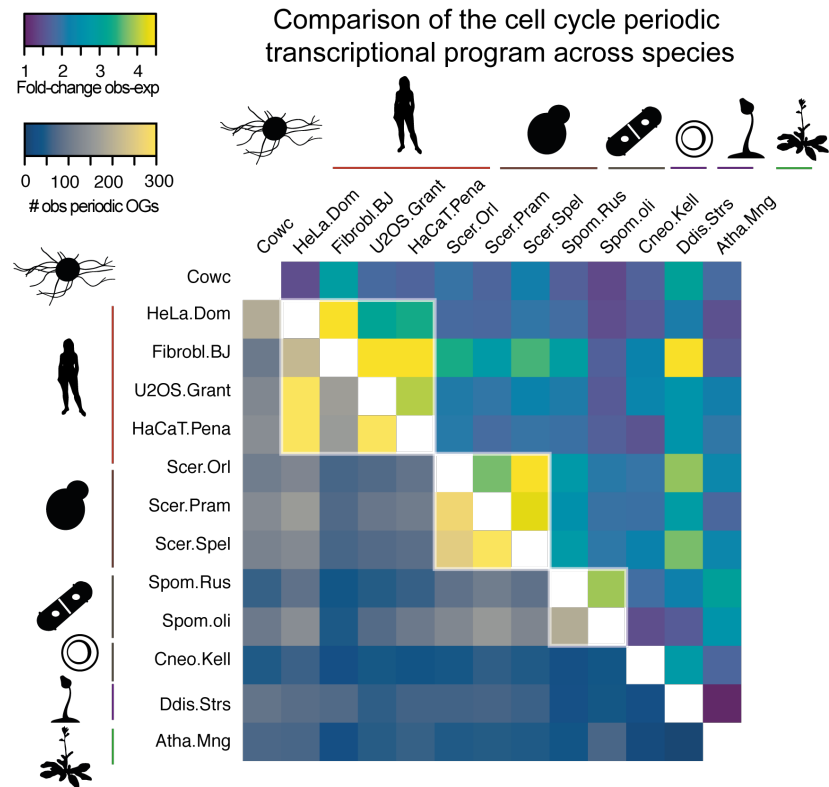 Comparison of the cell cycle periodic
transcriptional program across species
1 2 3 4
Fold-change obs-exp
0 100 200 300
# obs periodic OGs
Cowc
HeLa.Dom
Fibrobl.BJ
U2OS.Grant
HaCaT.Pena
Scer.Orl
Scer.Pram
Scer.Spel
Spom.Rus
Spom.oli
Cneo.Kell
Ddis.Strs
Atha.Mng
Cowc
HeLa.Dom
Fibrobl.BJ
U2OS.Grant
HaCaT.Pena
Scer.Orl
Scer.Pram
Scer.Spel
Spom.Rus
Spom.oli
Cneo.Kell
Ddis.Strs
Atha.Mng